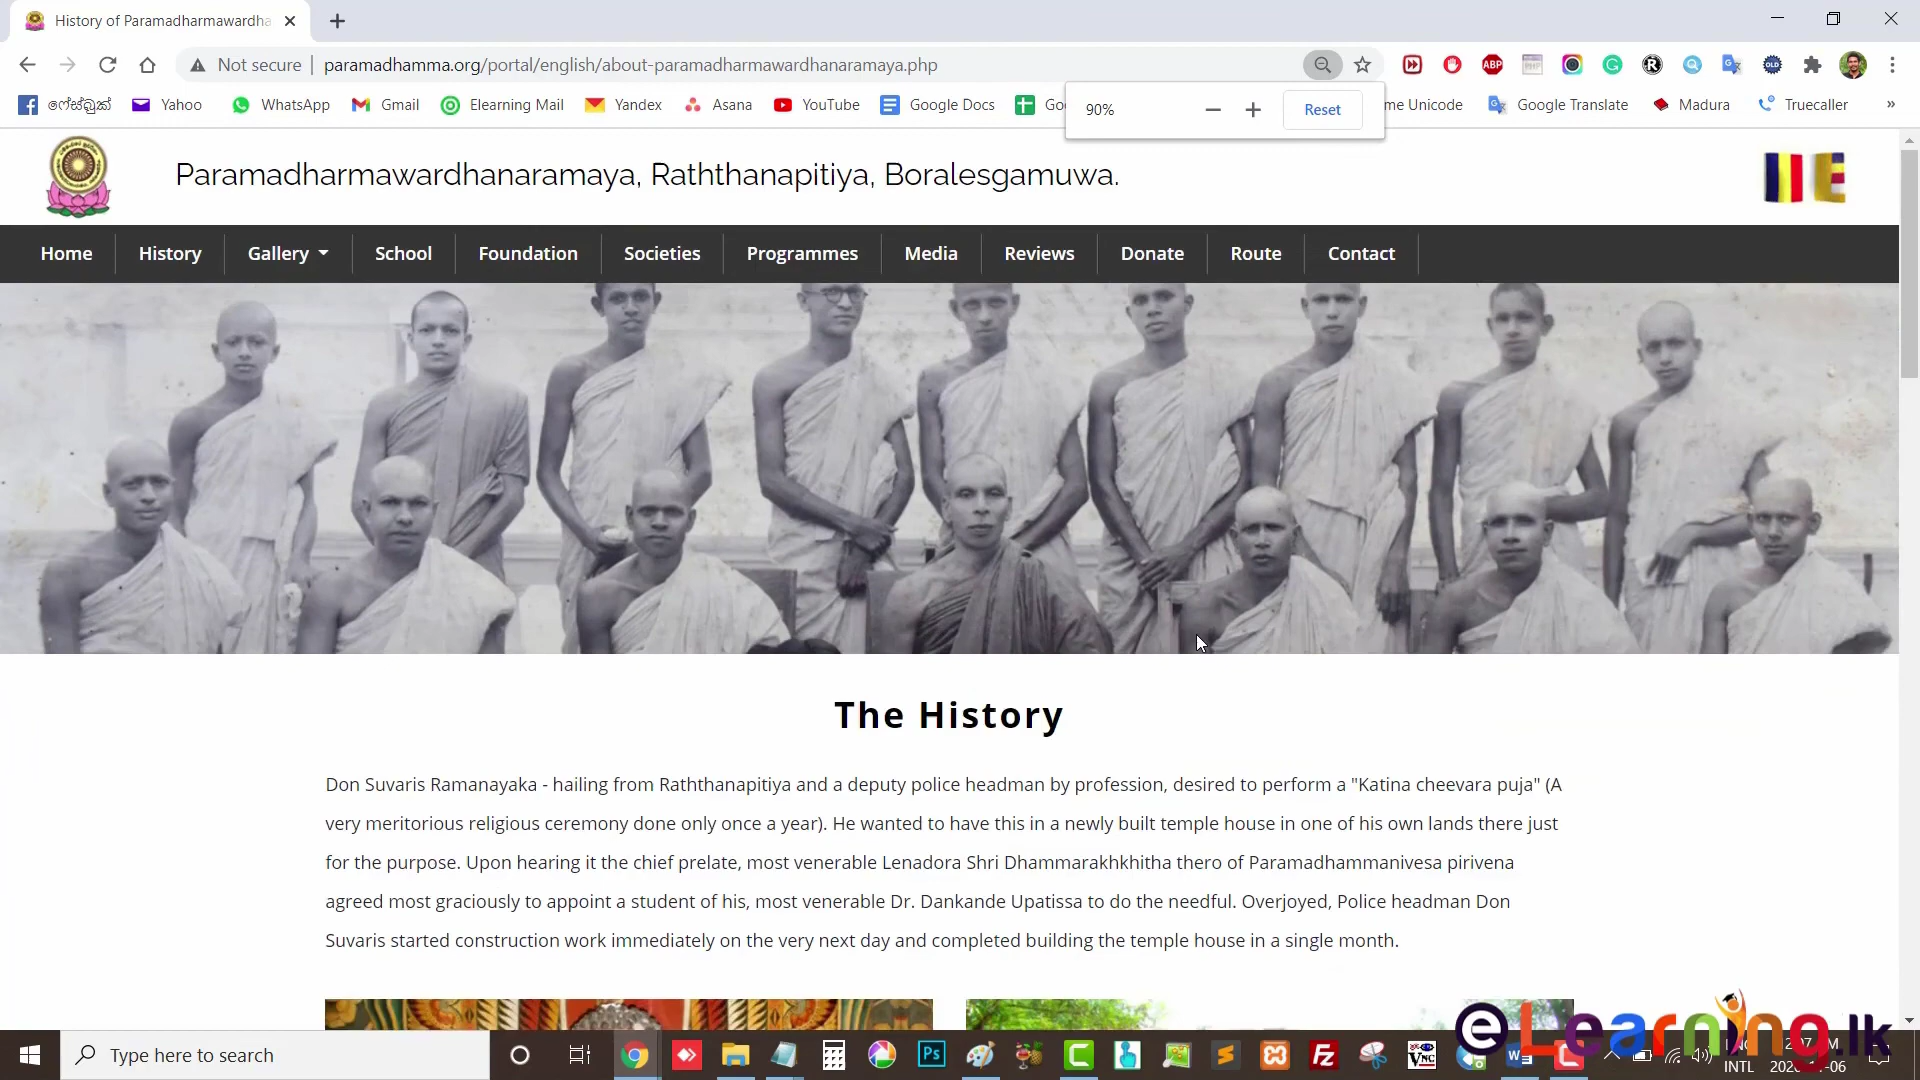 History of Paramadharmawardha
Not secure
paramadhamma.org/portal/english/about-paramadharmawardhanaramaya.php
ෆේස්බුක්
Yahoo
WhatsApp
Gmail
Elearning Mail
Yandex
Asana
YouTube
Google Docs
Unicode
Google Translate
Madura
Truecaller
»
90%
Reset
ABP
PHP
OLD
Paramadharmawardhanaramaya, Raththanapitiya, Boralesgamuwa.
Home
History
Gallery
School
Foundation
Societies
Programmes
Media
Reviews
Donate
Route
Contact
The History
Don Suvaris Ramanayaka - hailing from Raththanapitiya and a deputy police headman by profession, desired to perform a "Katina cheevara puja" (A
very meritorious religious ceremony done only once a year). He wanted to have this in a newly built temple house in one of his own lands there just
for the purpose. Upon hearing it the chief prelate, most venerable Lenadora Shri Dhammarakhkhitha thero of Paramadhammanivesa pirivena
agreed most graciously to appoint a student of his, most venerable Dr. Dankande Upatissa to do the needful. Overjoyed, Police headman Don
Suvaris started construction work immediately on the very next day and completed building the temple house in a single month.
eLearning.lk
Type here to search
Ps
VNC
INTL